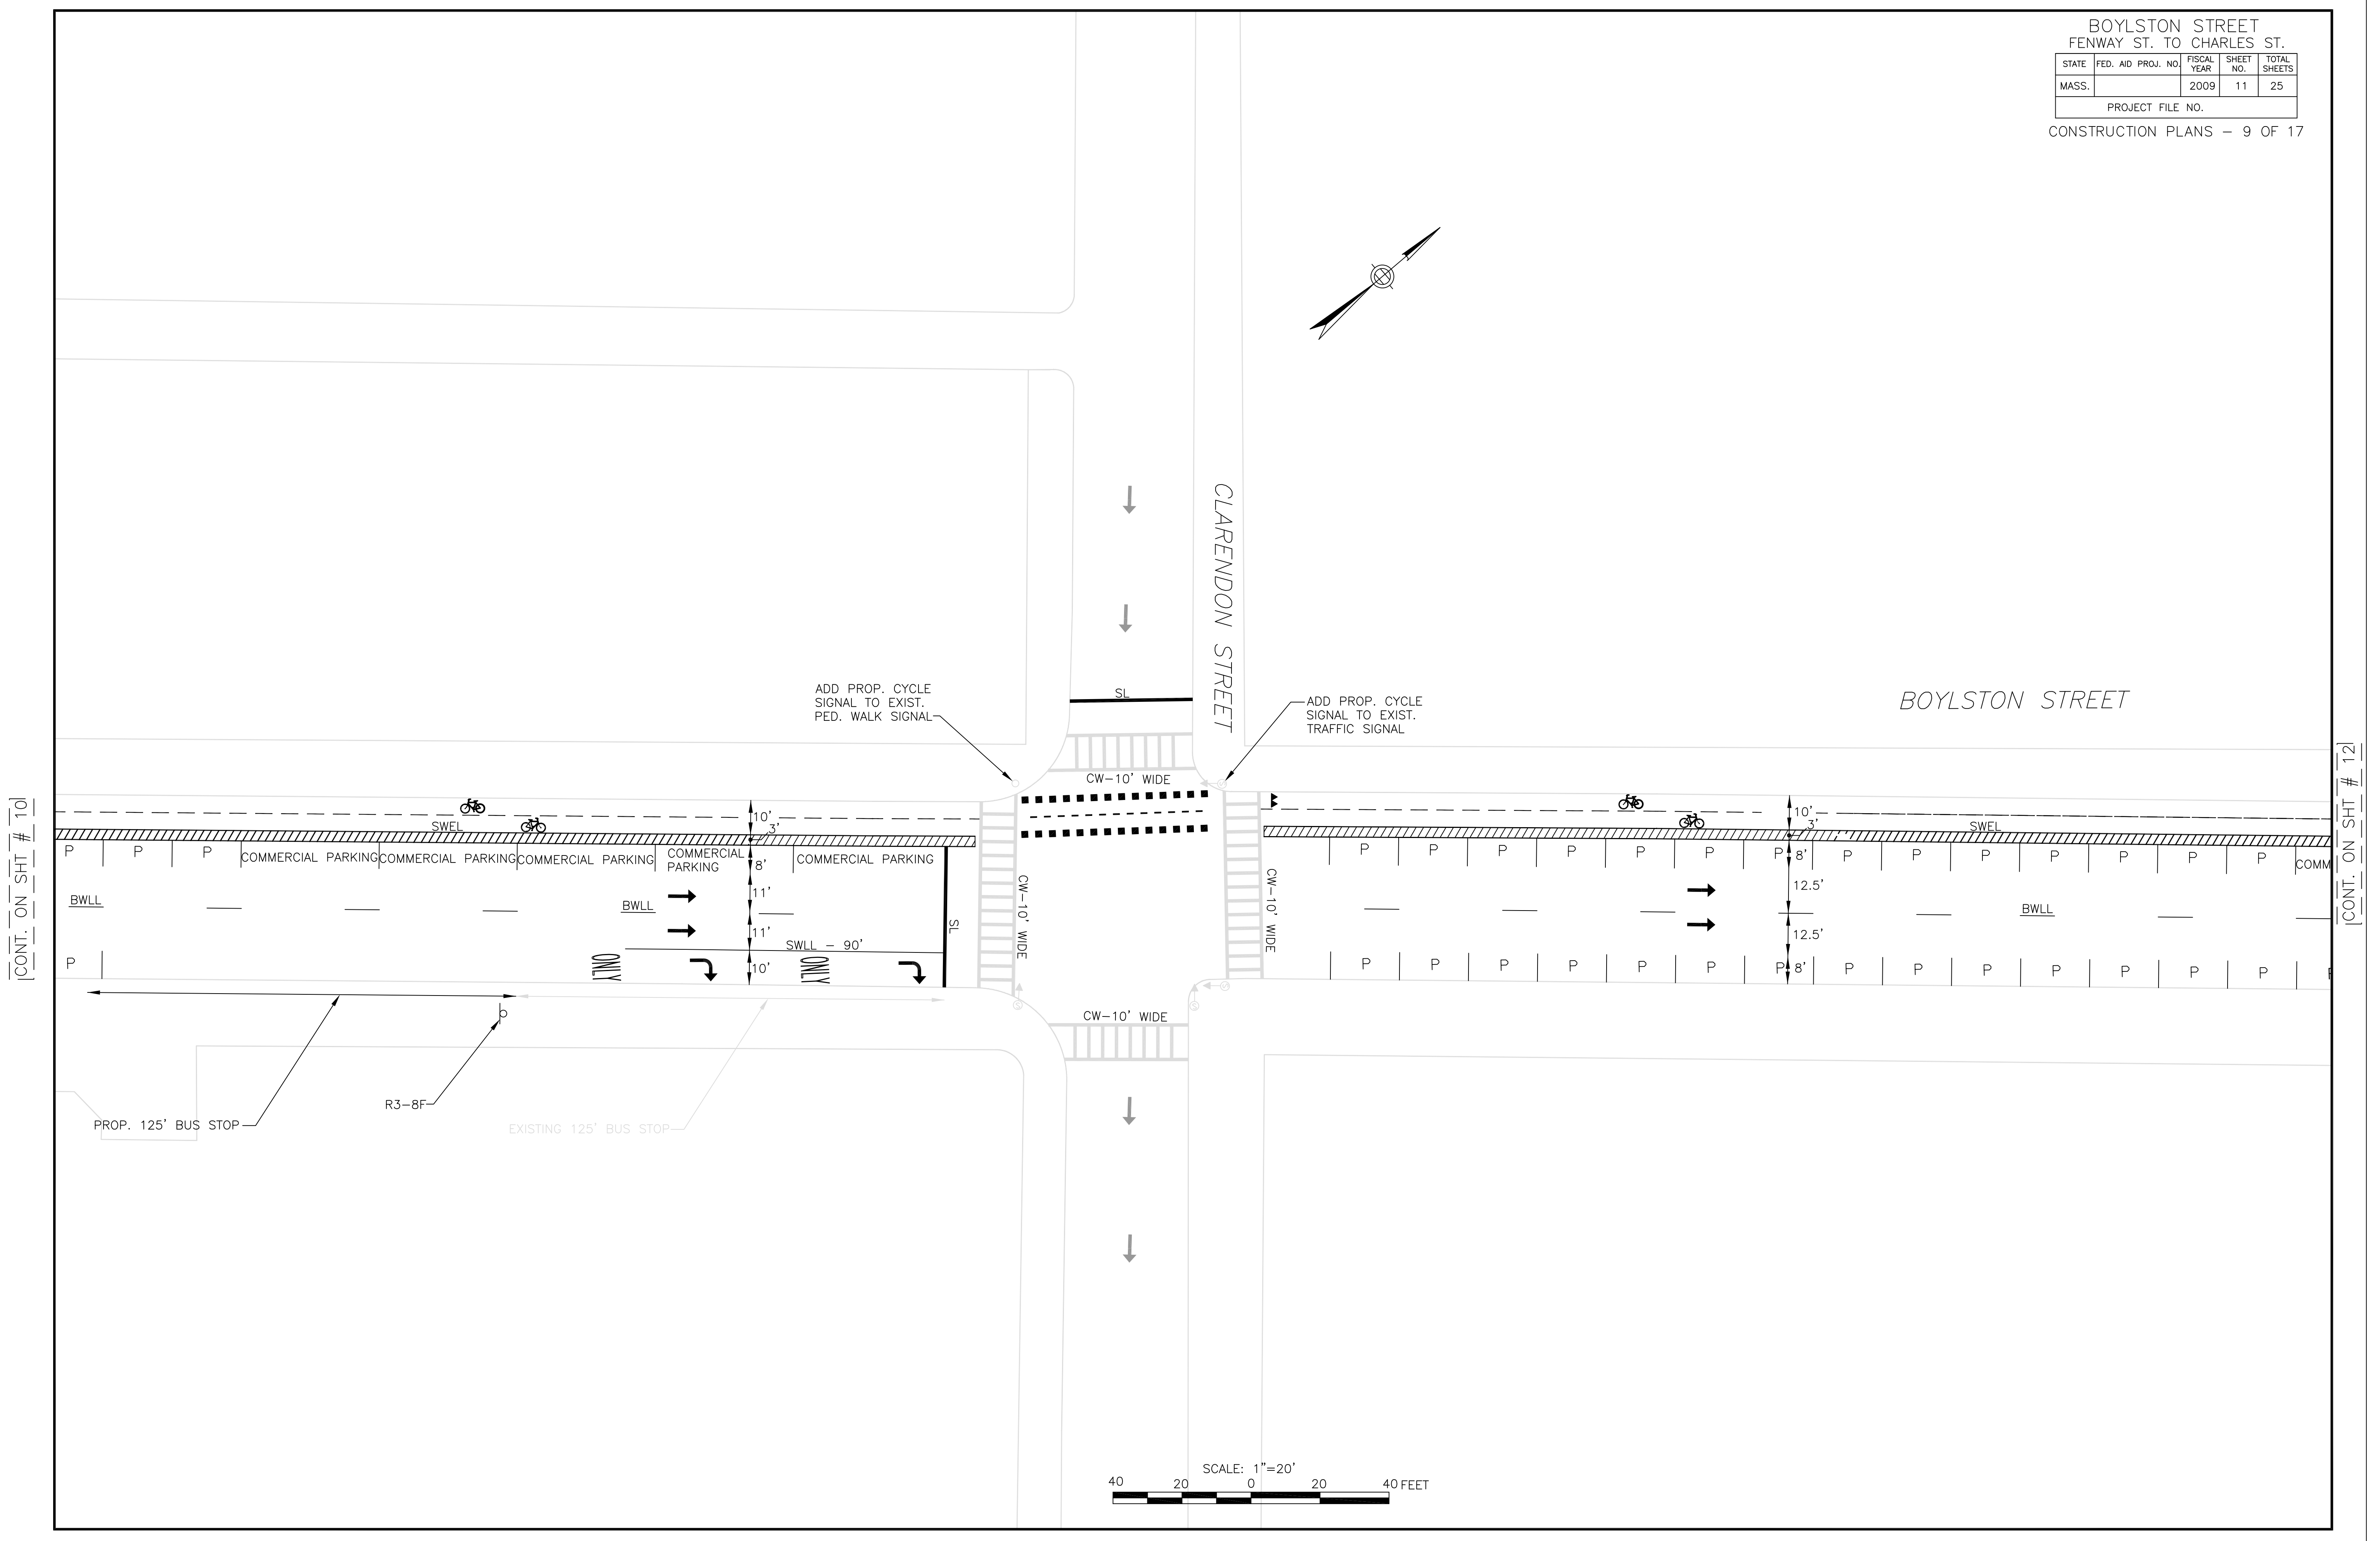 BOYLSTON STREET
FENWAY ST. TO CHARLES ST.
STATE FED. AID PROJ. NO. FISCAL YEAR SHEET NO. TOTAL SHEETS
MASS. 2009 11 25
PROJECT FILE NO.
CONSTRUCTION PLANS - 9 OF 17
CLARENDON STREET
SL
ADD PROP. CYCLE
SIGNAL TO EXIST.
PED. WALK SIGNAL
ADD PROP. CYCLE
SIGNAL TO EXIST.
TRAFFIC SIGNAL
BOYLSTON STREET
CONT. ON SHT # 10
CONT. ON SHT # 12
CW-10' WIDE
SWEL
10'
3'
10'
3'
SWEL
P P P COMMERCIAL PARKING COMMERCIAL PARKING COMMERCIAL PARKING
COMMERCIAL
PARKING
8'
COMMERCIAL PARKING
P P P P P P P 8' P P P P P P P
COMM
BWLL
BWLL
11'
11'
SWLL - 90'
10'
SL
CW-10' WIDE
CW-10' WIDE
12.5'
BWLL
12.5'
P
ONLY
ONLY
P P P P P P P 8' P P P P P P P
CW-10' WIDE
R3-8F
PROP. 125' BUS STOP
EXISTING 125' BUS STOP
SCALE: 1"=20'
40 20 0 20 40 FEET